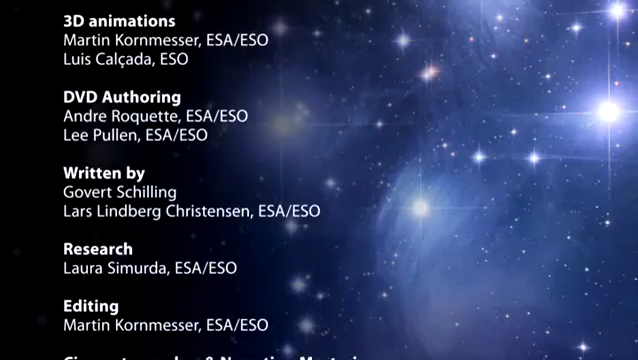 3D animations
Martin Kornmesser, ESA/ESO
Luis Calçada, ESO
DVD Authoring
Andre Roquette, ESA/ESO
Lee Pullen, ESA/ESO
Written by
Govert Schilling
Lars Lindberg Christensen, ESA/ESO
Research
Laura Simurda, ESA/ESO
Editing
Martin Kornmesser, ESA/ESO